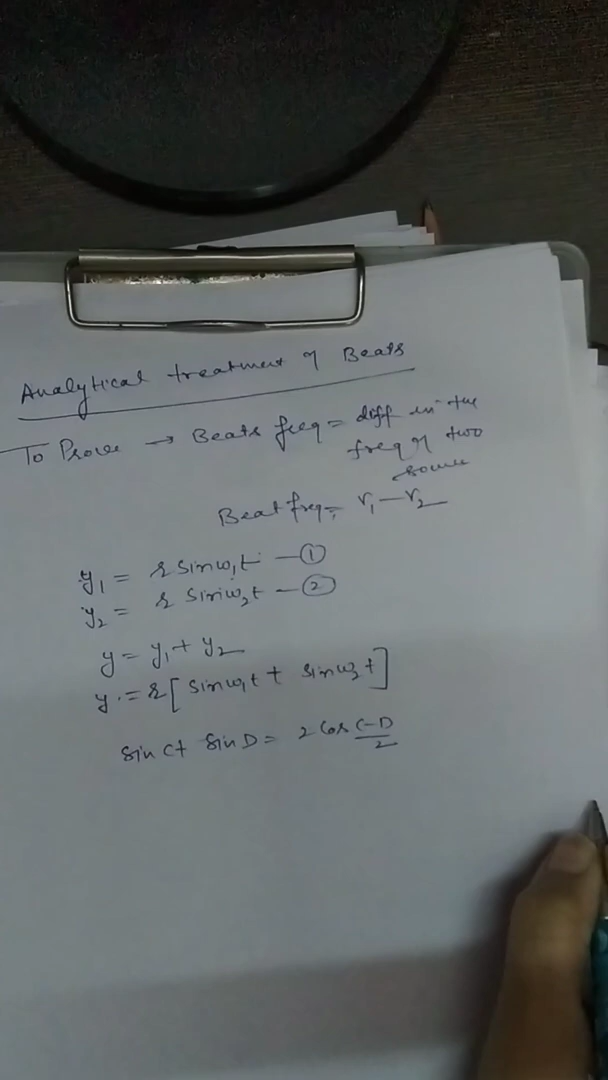 Analytical treatment of Beats
To Prove → Beats freq = diff in the
freq of two
source
Beat freq = ν₁ – ν₂
y₁ = r sin ω₁t – ①
y₂ = r sin ω₂t – ②
y = y₁ + y₂
y = r [ sin ω₁t + sin ω₂t ]
Sin C + Sin D = 2 Cos (C–D)/2